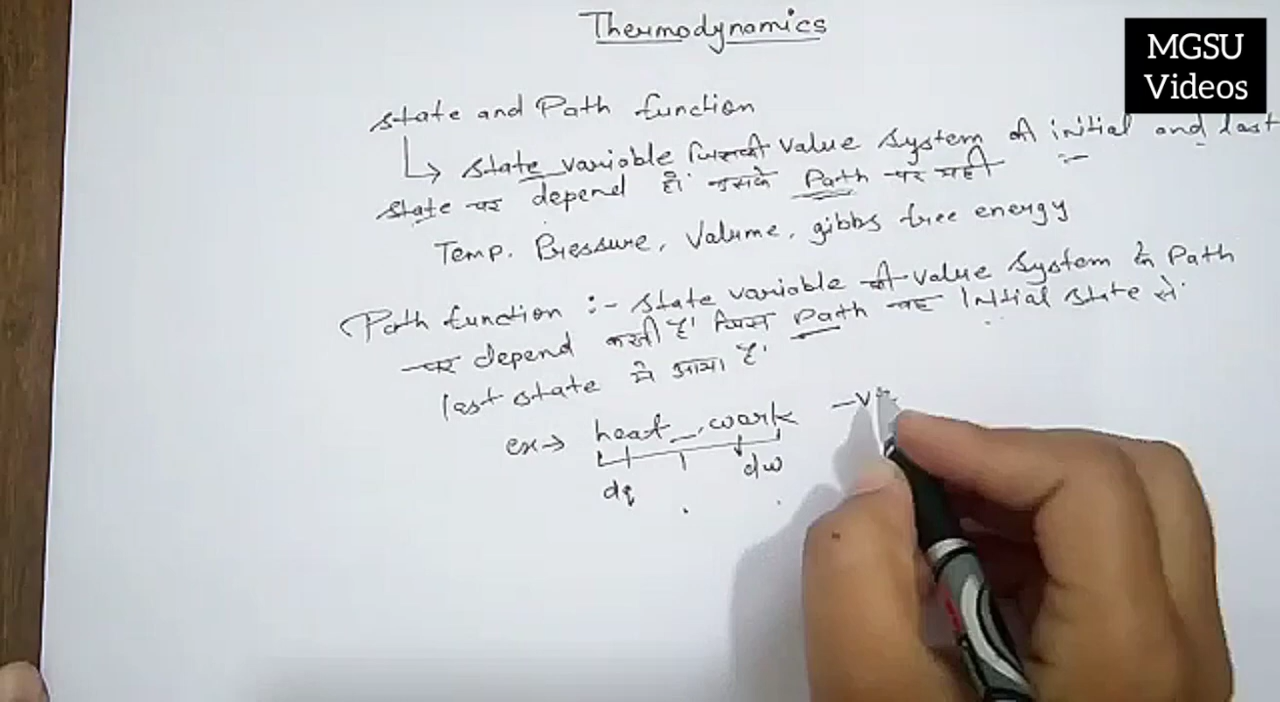 Thermodynamics
MGSU
Videos
State and Path function
↳ State variable जिसकी value system की initial and last
state पर depend हो उसके Path पर नही :-
Temp. Pressure, Volume, gibbs free energy
Path function :- State variable की value system के Path
पर depend करती है जिस Path पर Initial state से
last state मे आया है
ex→ heat, work -ve
dq dw